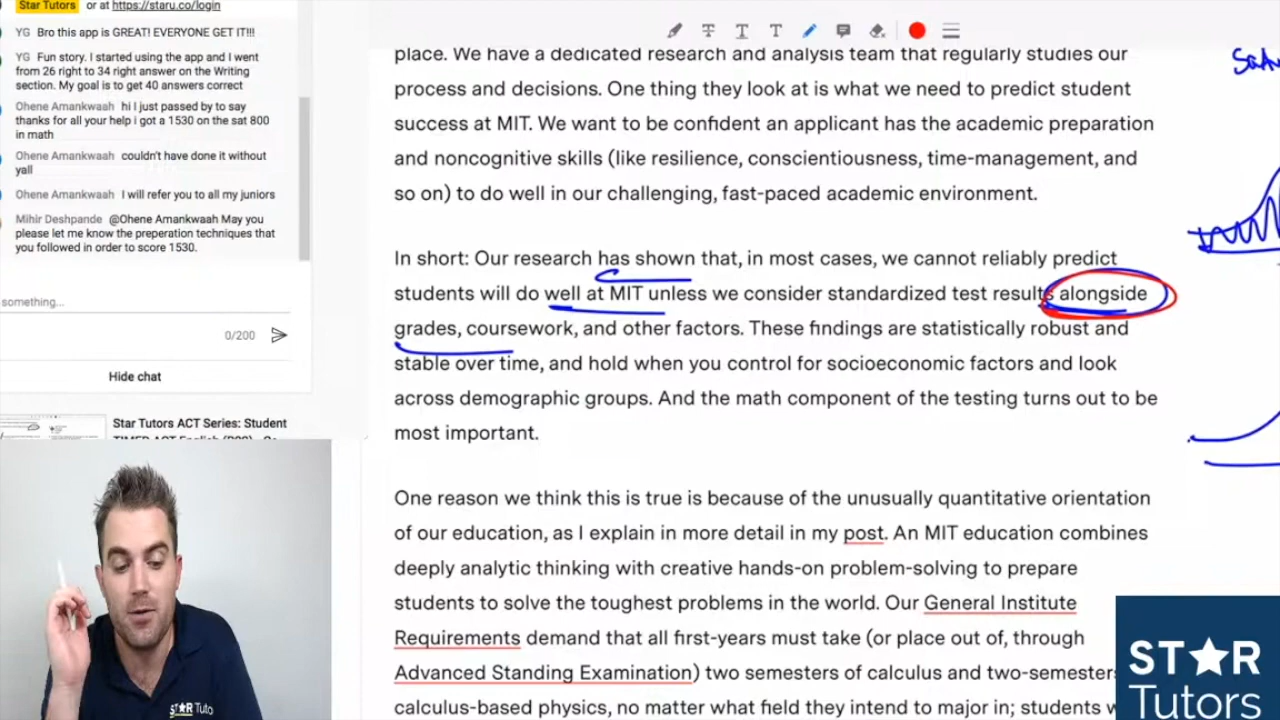 Star Tutors or at https://staru.co/login
YG Bro this app is GREAT! EVERYONE GET IT!!!
YG Fun story. I started using the app and I went
from 26 right to 34 right answer on the Writing
section. My goal is to get 40 answers correct
Ohene Amankwaah hi I just passed by to say
thanks for all your help i got a 1530 on the sat 800
in math
Ohene Amankwaah couldn't have done it without
yall
Ohene Amankwaah I will refer you to all my juniors
Mihir Deshpande @Ohene Amankwaah May you
please let me know the preperation techniques that
you followed in order to score 1530.
something...
0/200
Hide chat
Star Tutors ACT Series: Student
place. We have a dedicated research and analysis team that regularly studies our
process and decisions. One thing they look at is what we need to predict student
success at MIT. We want to be confident an applicant has the academic preparation
and noncognitive skills (like resilience, conscientiousness, time-management, and
so on) to do well in our challenging, fast-paced academic environment.
In short: Our research has shown that, in most cases, we cannot reliably predict
students will do well at MIT unless we consider standardized test results alongside
grades, coursework, and other factors. These findings are statistically robust and
stable over time, and hold when you control for socioeconomic factors and look
across demographic groups. And the math component of the testing turns out to be
most important.
One reason we think this is true is because of the unusually quantitative orientation
of our education, as I explain in more detail in my post. An MIT education combines
deeply analytic thinking with creative hands-on problem-solving to prepare
students to solve the toughest problems in the world. Our General Institute
Requirements demand that all first-years must take (or place out of, through
Advanced Standing Examination) two semesters of calculus and two-semesters
calculus-based physics, no matter what field they intend to major in; students
STAR
Tutors
STAR Tuto